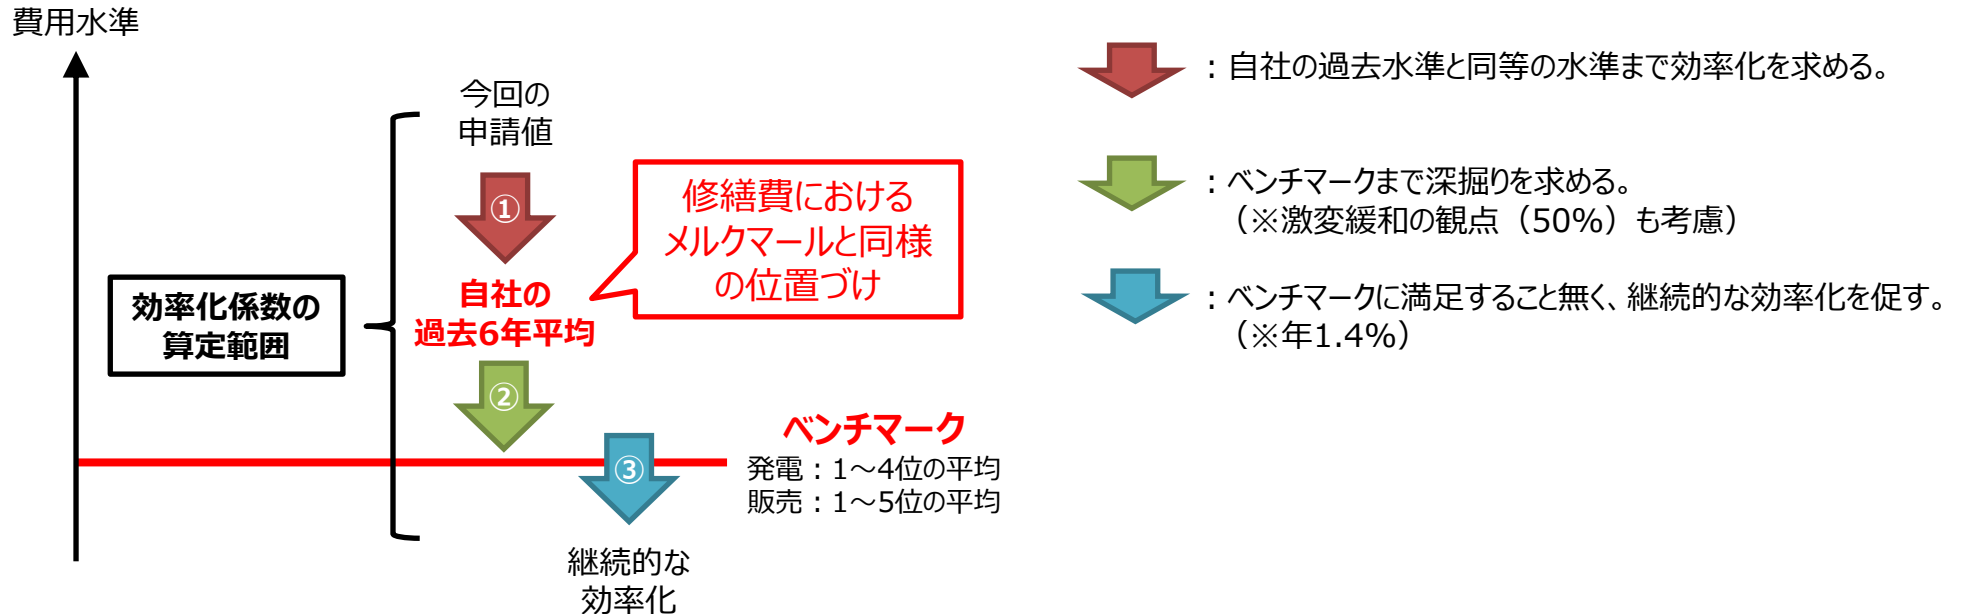 費用水準
今回の
申請値
①
修繕費における
メルクマールと同様
の位置づけ
自社の
過去6年平均
効率化係数の
算定範囲
②
ベンチマーク
発電：1～4位の平均
販売：1～5位の平均
③
継続的な
効率化
：自社の過去水準と同等の水準まで効率化を求める。
：ベンチマークまで深掘りを求める。
（※激変緩和の観点（50%）も考慮）
：ベンチマークに満足すること無く、継続的な効率化を促す。
（※年1.4%）